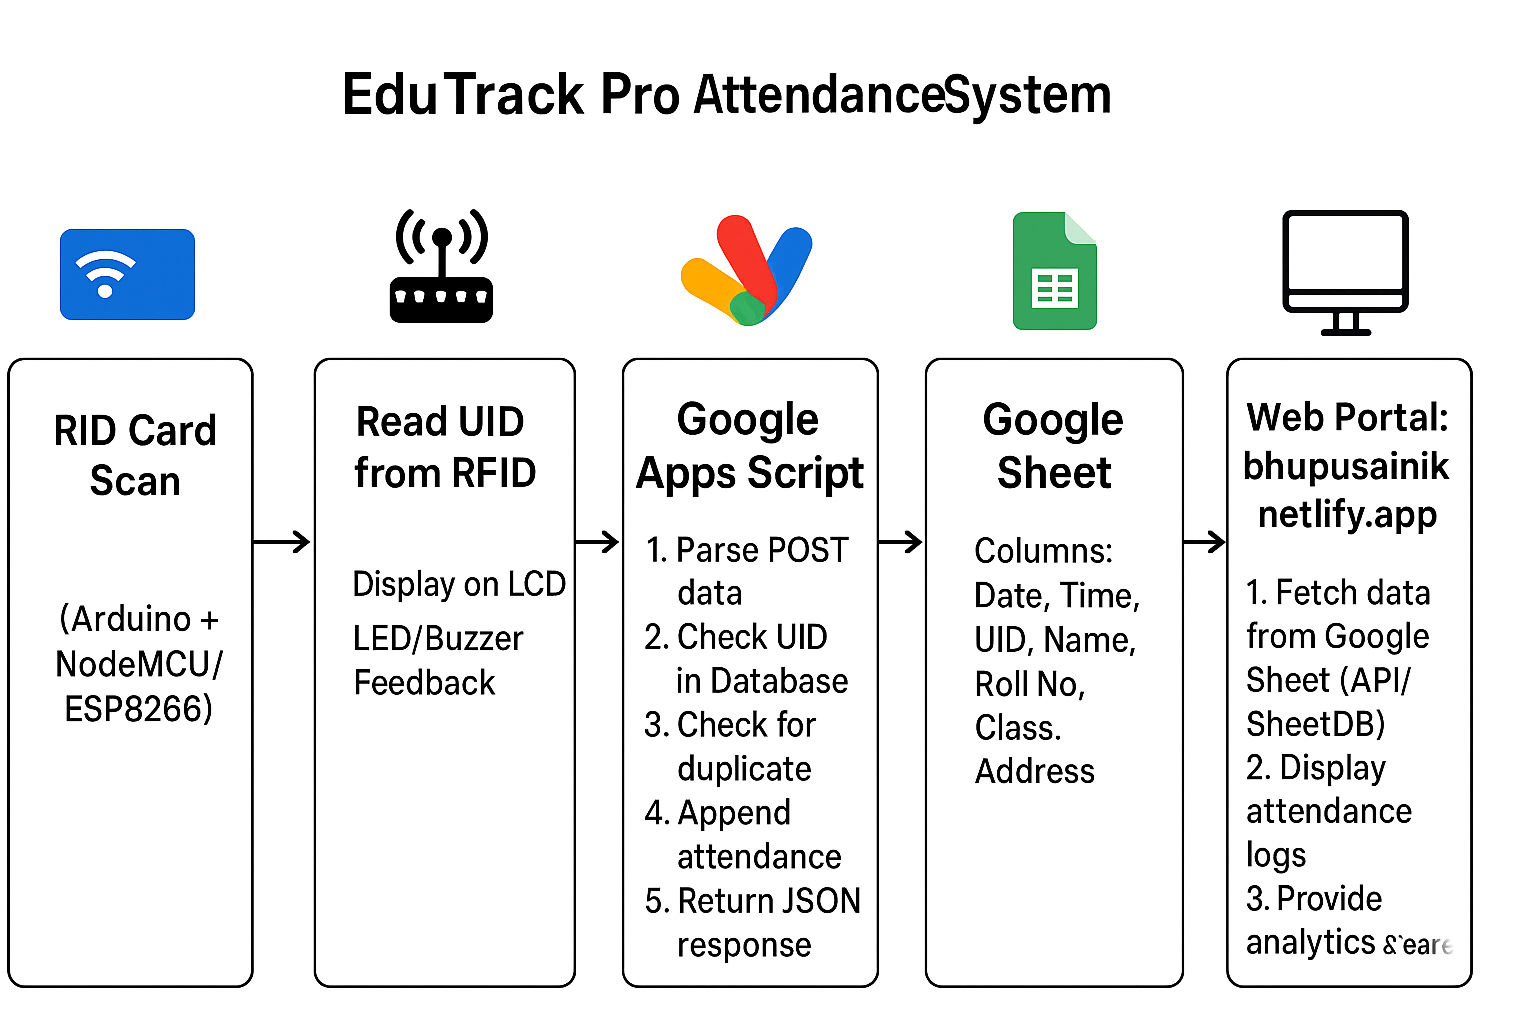 EduTrack Pro AttendanceSystem
RID Card
Scan
(Arduino +
NodeMCU/
ESP8266)
Read UID
from RFID
Display on LCD
LED/Buzzer
Feedback
Google
Apps Script
1. Parse POST
data
2. Check UID
in Database
3. Check for
duplicate
4. Append
attendance
5. Return JSON
response
Google
Sheet
Columns:
Date, Time,
UID, Name,
Roll No,
Class.
Address
Web Portal:
bhupusainik
netlify.app
1. Fetch data
from Google
Sheet (API/
SheetDB)
2. Display
attendance
logs
3. Provide
analytics